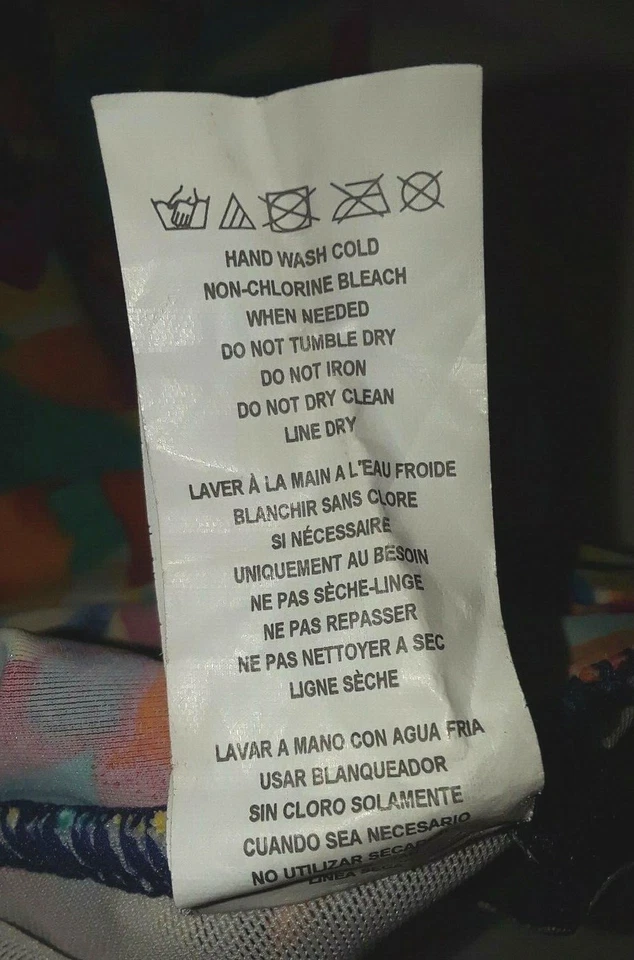 HAND WASH COLD
NON-CHLORINE BLEACH
WHEN NEEDED
DO NOT TUMBLE DRY
DO NOT IRON
DO NOT DRY CLEAN
LINE DRY
LAVER À LA MAIN A L'EAU FROIDE
BLANCHIR SANS CLORE
SI NÉCESSAIRE
UNIQUEMENT AU BESOIN
NE PAS SÈCHE-LINGE
NE PAS REPASSER
NE PAS NETTOYER A SEC
LIGNE SÈCHE
LAVAR A MANO CON AGUA FRIA
USAR BLANQUEADOR
SIN CLORO SOLAMENTE
CUANDO SEA NECESARIO
NO UTILIZAR
LINEA